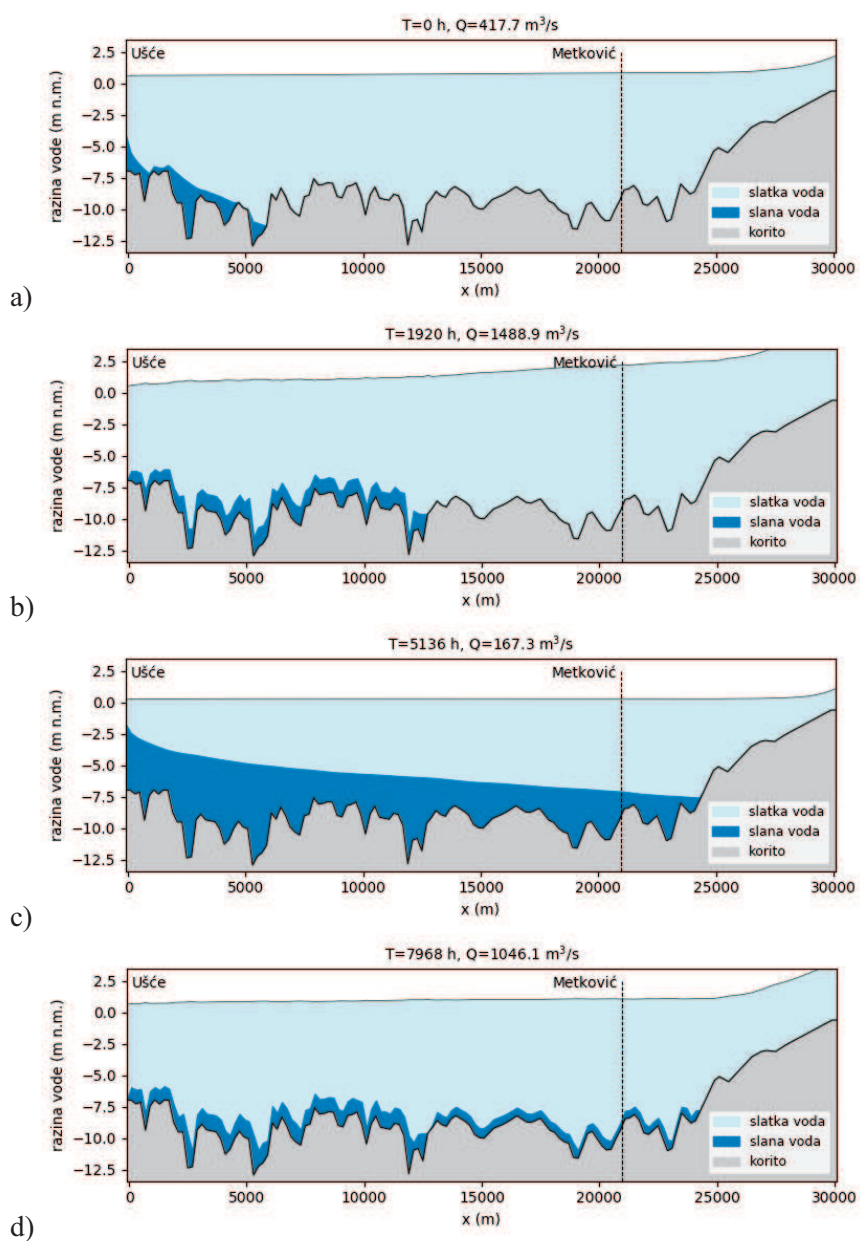 T=0 h, Q=417.7 m³/s
Ušće
Metković
2.5
0.0
−2.5
−5.0
−7.5
−10.0
−12.5
razina vode (m n.m.)
slatka voda
slana voda
korito
0 5000 10000 15000 20000 25000 30000
x (m)
a)
T=1920 h, Q=1488.9 m³/s
Ušće
Metković
2.5
0.0
−2.5
−5.0
−7.5
−10.0
−12.5
razina vode (m n.m.)
slatka voda
slana voda
korito
0 5000 10000 15000 20000 25000 30000
x (m)
b)
T=5136 h, Q=167.3 m³/s
Ušće
Metković
2.5
0.0
−2.5
−5.0
−7.5
−10.0
−12.5
razina vode (m n.m.)
slatka voda
slana voda
korito
0 5000 10000 15000 20000 25000 30000
x (m)
c)
T=7968 h, Q=1046.1 m³/s
Ušće
Metković
2.5
0.0
−2.5
−5.0
−7.5
−10.0
−12.5
razina vode (m n.m.)
slatka voda
slana voda
korito
0 5000 10000 15000 20000 25000 30000
x (m)
d)